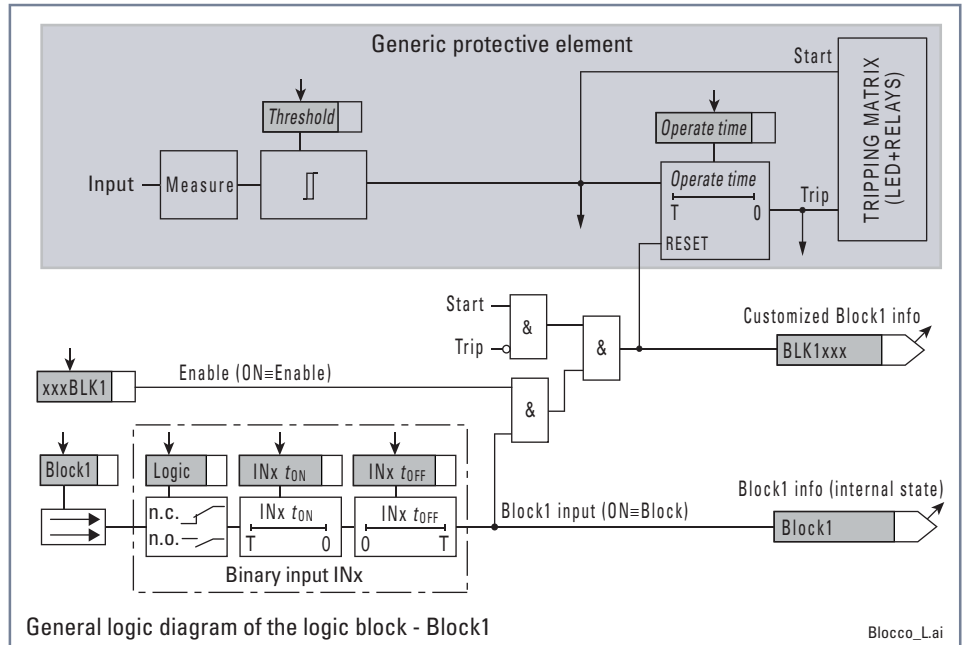 Generic protective element
Start
TRIPPING MATRIX
(LED+RELAYS)
Threshold
Operate time
Input
Measure
Operate time
T 0
Trip
RESET
Start
&
Trip
&
Customized Block1 info
BLK1xxx
xxxBLK1
Enable (ON≡Enable)
&
Block1
Logic
INx tON
INx tOFF
Block1 info (internal state)
n.c.
n.o.
INx tON
T 0
INx tOFF
0 T
Block1 input (ON≡Block)
Block1
Binary input INx
General logic diagram of the logic block - Block1
Blocco_L.ai